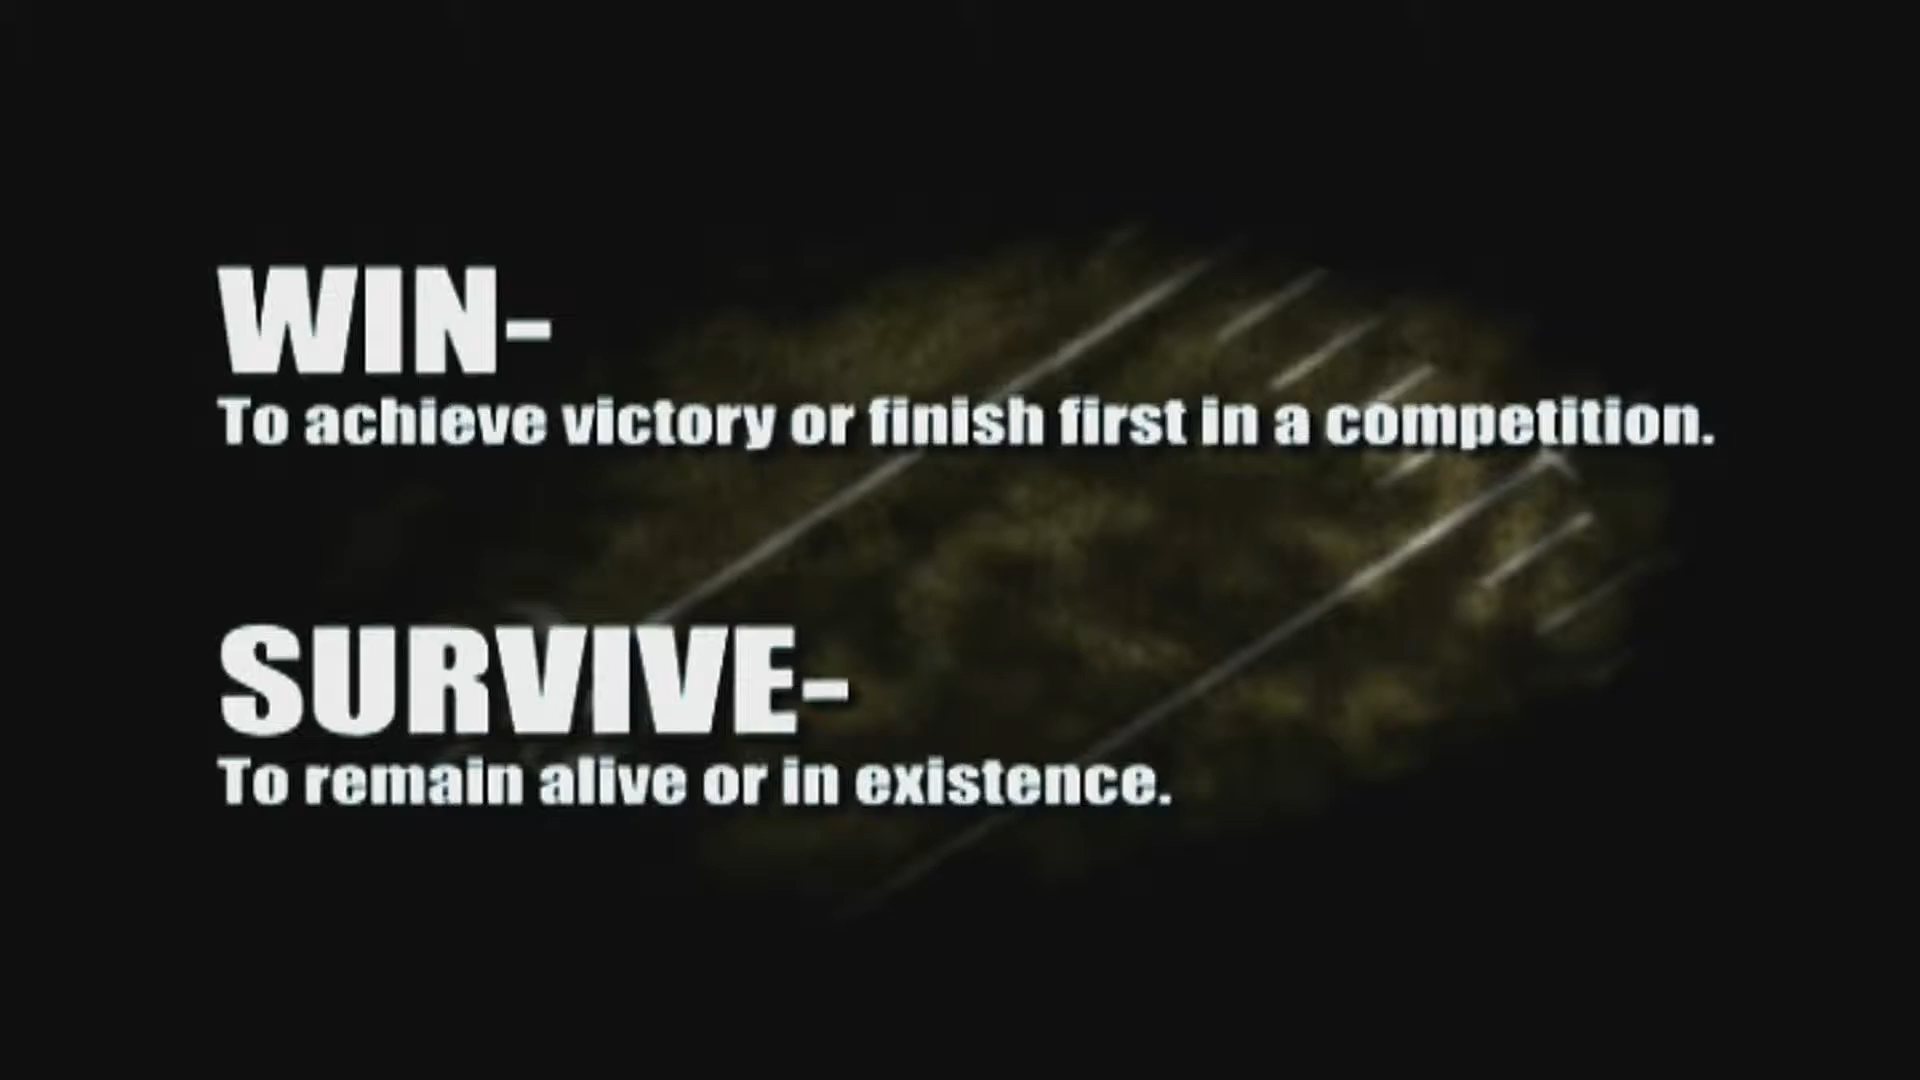 WIN-
To achieve victory or finish first in a competition.
SURVIVE-
To remain alive or in existence.